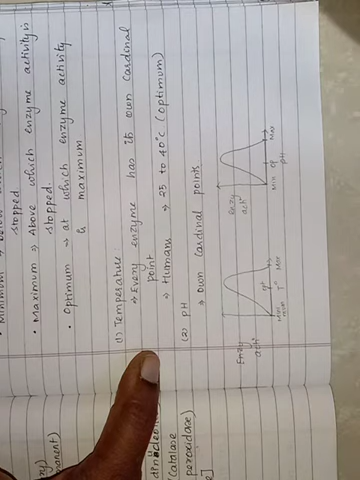 stopped
• Maximum ⇒ Above which enzyme activity is
stopped.
• Optimum → at which enzyme activity
is maximum
(1) Temperature
→ Every enzyme has its own Cardinal
point
→ Humans → 25 to 40°C (Optimum)
(2) pH
→ own cardinal points
Enzy
act
Min
OP
Max
T°
Enzy
act
Min
OP
Max
pH
(catalase
peroxidase)